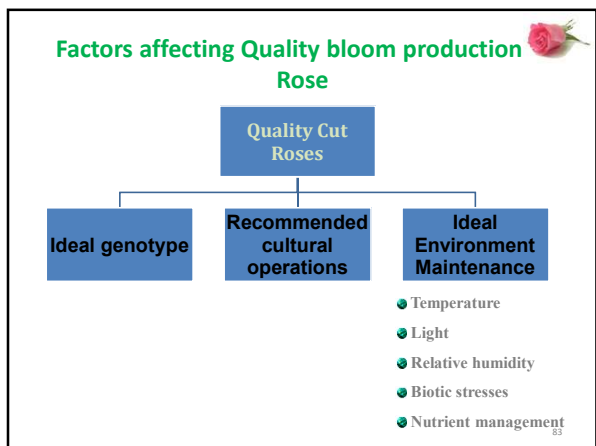 Factors affecting Quality bloom production
Rose
Quality Cut
Roses
Ideal genotype
Recommended
cultural
operations
Ideal
Environment
Maintenance
Temperature
Light
Relative humidity
Biotic stresses
Nutrient management
83